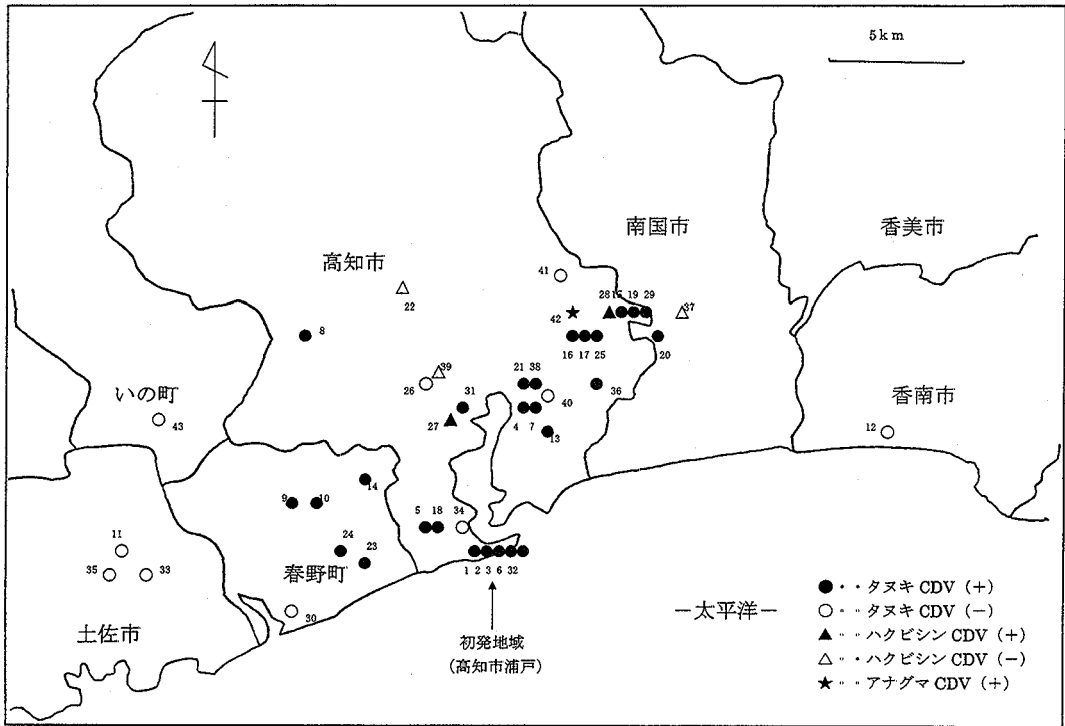 5km
南国市
香美市
高知市
41
22
28 15 19 29
37
42
8
16 17 25
20
39
21 38
26
31
36
いの町
40
香南市
43
27
4 7
12
13
14
9 10
5 18 34
11
24
23
35 33
春野町
1 2 3 6 32
30
土佐市
初発地域
(高知市浦戸)
－太平洋－
●・・タヌキ CDV (+)
○・・タヌキ CDV (−)
▲・・ハクビシン CDV (+)
△・・ハクビシン CDV (−)
★・・アナグマ CDV (+)